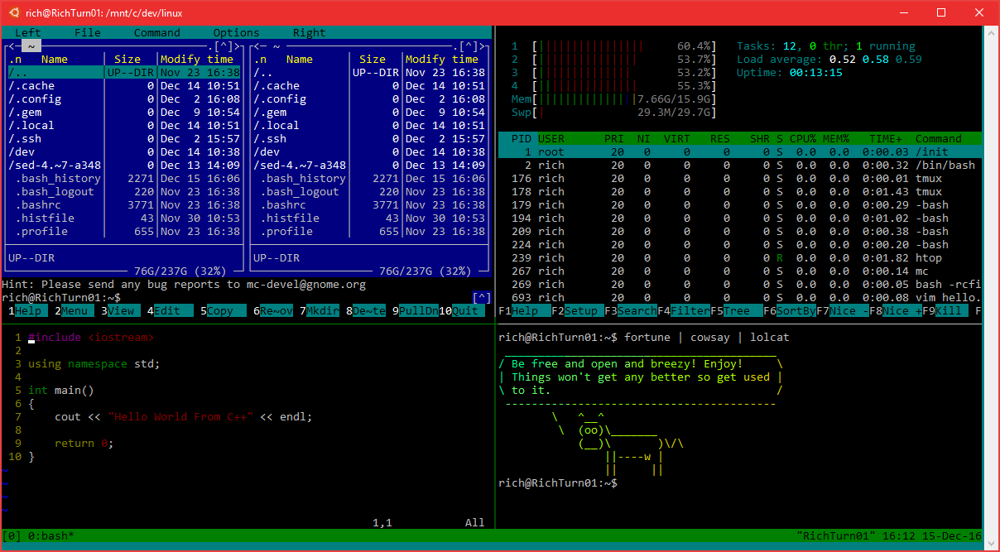 rich@RichTurn01: /mnt/c/dev/linux
Left File Command Options Right
<─ ~ .[^]>
.n Name Size Modify time
/.. UP--DIR Nov 23 16:38
/.cache 0 Dec 14 10:51
/.config 0 Dec 2 16:08
/.gem 0 Dec 9 10:54
/.local 0 Dec 14 10:51
/.ssh 0 Dec 2 15:57
/dev 0 Dec 14 10:38
/sed-4.~7-a348 0 Dec 13 14:09
.bash_history 2271 Dec 15 16:06
.bash_logout 220 Nov 23 16:38
.bashrc 3771 Nov 23 16:38
.histfile 43 Nov 30 10:53
.profile 655 Nov 23 16:38
UP--DIR
76G/237G (32%)
<─ ~ .[^]>
.n Name Size Modify time
/.. UP--DIR Nov 23 16:38
/.cache 0 Dec 14 10:51
/.config 0 Dec 2 16:08
/.gem 0 Dec 9 10:54
/.local 0 Dec 14 10:51
/.ssh 0 Dec 2 15:57
/dev 0 Dec 14 10:38
/sed-4.~7-a348 0 Dec 13 14:09
.bash_history 2271 Dec 15 16:06
.bash_logout 220 Nov 23 16:38
.bashrc 3771 Nov 23 16:38
.histfile 43 Nov 30 10:53
.profile 655 Nov 23 16:38
UP--DIR
76G/237G (32%)
Hint: Please send any bug reports to mc-devel@gnome.org
rich@RichTurn01:~$ [^]
1Help 2Menu 3View 4Edit 5Copy 6Re~ov 7Mkdir 8De~te 9PullDn 10Quit
1 [|||||||||||||||| 60.4%]
2 [||||||||||||||| 53.7%]
3 [|||||||||||||| 53.2%]
4 [||||||||||||||| 55.3%]
Mem[||||||||||||| |7.66G/15.9G]
Swp[| 29.3M/29.7G]
Tasks: 12, 0 thr; 1 running
Load average: 0.52 0.58 0.59
Uptime: 00:13:15
PID USER PRI NI VIRT RES SHR S CPU% MEM% TIME+ Command
1 root 20 0 0 0 0 S 0.0 0.0 0:00.03 /init
2 rich 20 0 0 0 0 S 0.0 0.0 0:00.32 /bin/bash
176 rich 20 0 0 0 0 S 0.0 0.0 0:00.01 tmux
178 rich 20 0 0 0 0 S 0.0 0.0 0:01.43 tmux
179 rich 20 0 0 0 0 S 0.0 0.0 0:00.29 -bash
194 rich 20 0 0 0 0 S 0.0 0.0 0:01.02 -bash
209 rich 20 0 0 0 0 S 0.0 0.0 0:00.38 -bash
224 rich 20 0 0 0 0 S 0.0 0.0 0:00.20 -bash
239 rich 20 0 0 0 0 R 0.0 0.0 0:01.82 htop
267 rich 20 0 0 0 0 S 0.0 0.0 0:00.14 mc
269 rich 20 0 0 0 0 S 0.0 0.0 0:00.05 bash -rcfi
693 rich 20 0 0 0 0 S 0.0 0.0 0:00.08 vim hello.
F1Help F2Setup F3Search F4Filter F5Tree F6SortBy F7Nice - F8Nice + F9Kill F
1 #include <iostream>
2
3 using namespace std;
4
5 int main()
6 {
7 cout << "Hello World From C++" << endl;
8
9 return 0;
10 }
~
~
~
~
1,1 All
rich@RichTurn01:~$ fortune | cowsay | lolcat
_________________________________________
/ Be free and open and breezy! Enjoy! \
| Things won't get any better so get used |
\ to it. /
-----------------------------------------
\ ^__^
\ (oo)\_______
(__)\ )\/\
||----w |
|| ||
rich@RichTurn01:~$
[0] 0:bash* "RichTurn01" 16:12 15-Dec-16